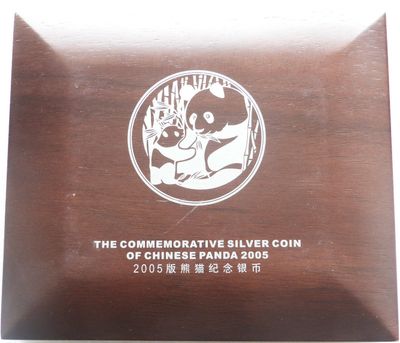 THE COMMEMORATIVE SILVER COIN
OF CHINESE PANDA 2005
2005版熊猫纪念银币